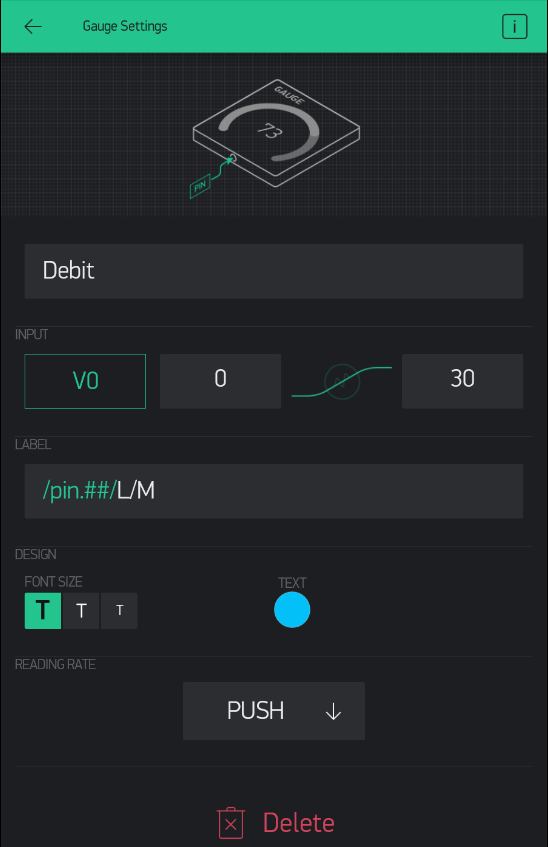 Gauge Settings
i
GAUGE
73
PIN
Debit
INPUT
V0
0
30
LABEL
/pin.##/L/M
DESIGN
FONT SIZE
TEXT
T T T
READING RATE
PUSH
Delete